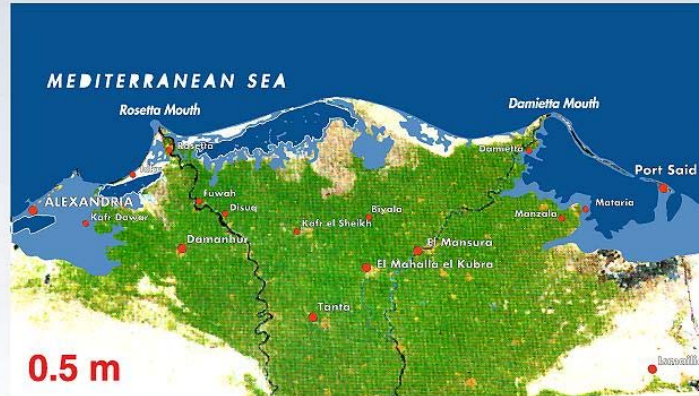 MEDITERRANEAN SEA
Rosetta Mouth
Damietta Mouth
Rosetta
Damietta
Port Said
ALEXANDRIA
Fuwah
Disuq
Biyala
Manzala
Mataria
Kafr Dawar
Kafr el Sheikh
Damanhur
El Mansura
El Mahalla el Kubra
Tanta
0.5 m